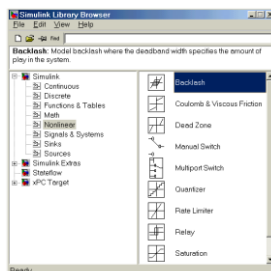 Simulink Library Browser
File Edit View Help
Find
Backlash: Model backlash where the deadband width specifies the amount of
play in the system.
Simulink
Continuous
Discrete
Functions & Tables
Math
Nonlinear
Signals & Systems
Sinks
Sources
Simulink Extras
Stateflow
xPC Target
Backlash
Coulomb & Viscous Friction
Dead Zone
Manual Switch
Multiport Switch
Quantizer
Rate Limiter
Relay
Saturation
Ready